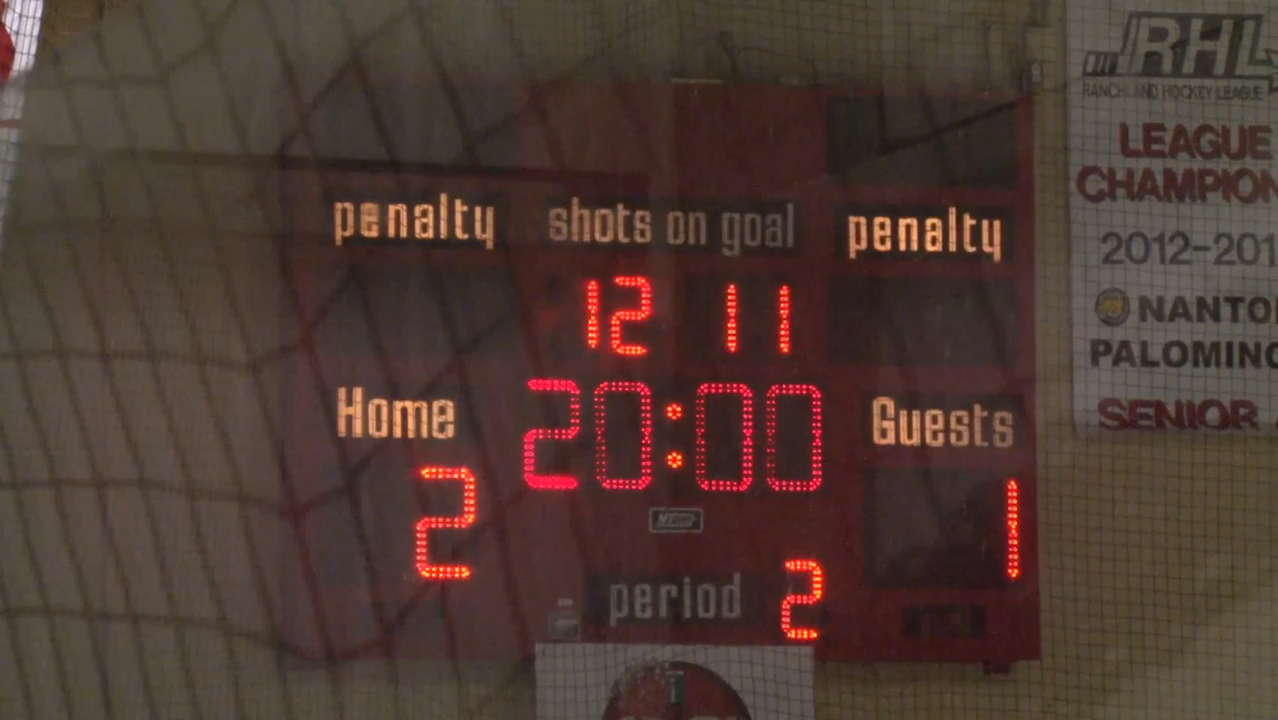 penalty shots on goal penalty
12 11
Home 20:00 Guests
2 1
period 2
RHL
RANCHLAND HOCKEY LEAGUE
LEAGUE
CHAMPION
2012-201
NANTO
PALOMINO
SENIOR